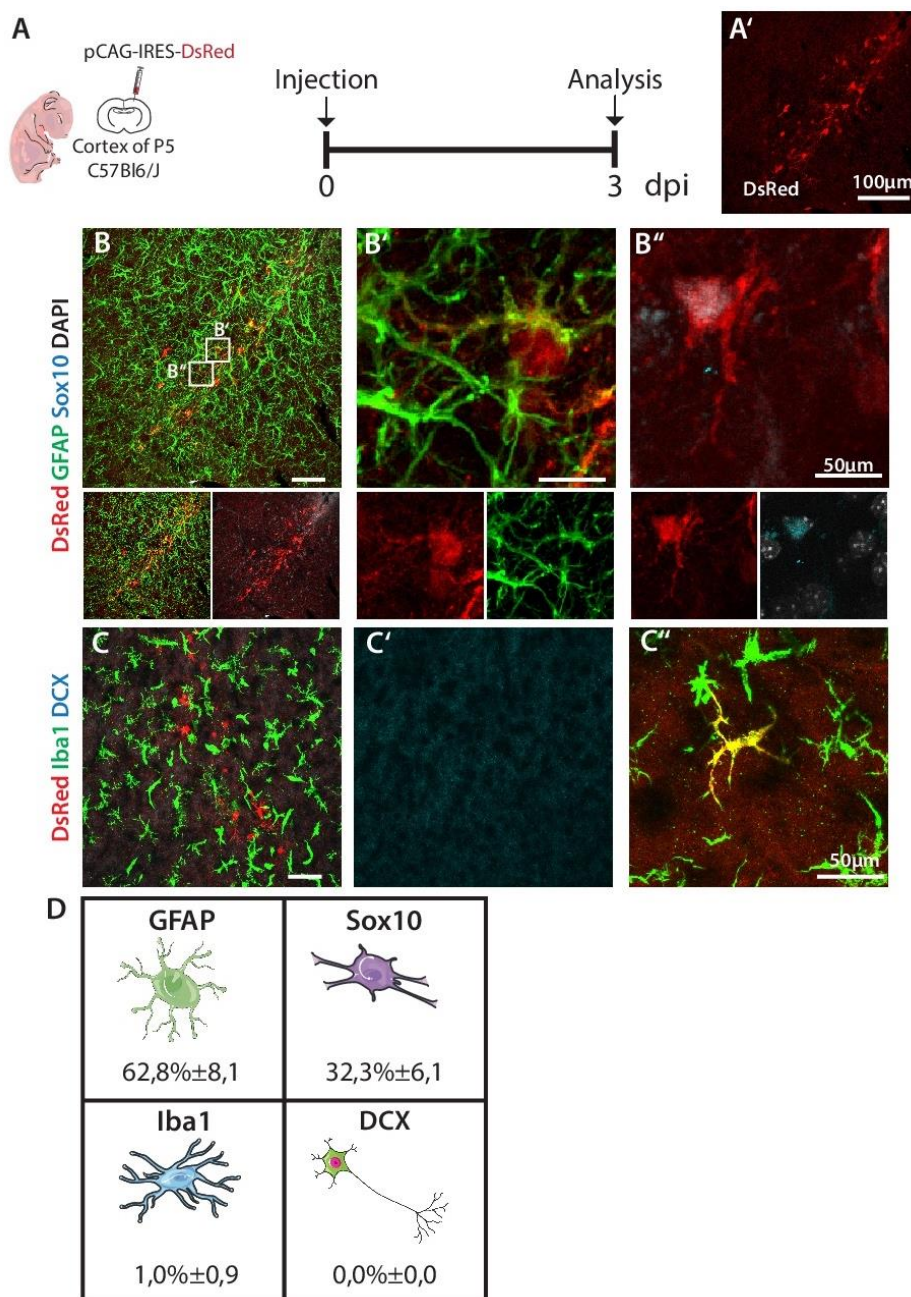 A
pCAG-IRES-DsRed
Cortex of P5
C57Bl6/J
Injection
Analysis
0
3 dpi
A‘
DsRed
100µm
DsRed GFAP Sox10 DAPI
B
B‘
B“
B‘
B“
50µm
DsRed Iba1 DCX
C
C‘
C“
50µm
D
GFAP
Sox10
62,8%±8,1
32,3%±6,1
Iba1
DCX
1,0%±0,9
0,0%±0,0